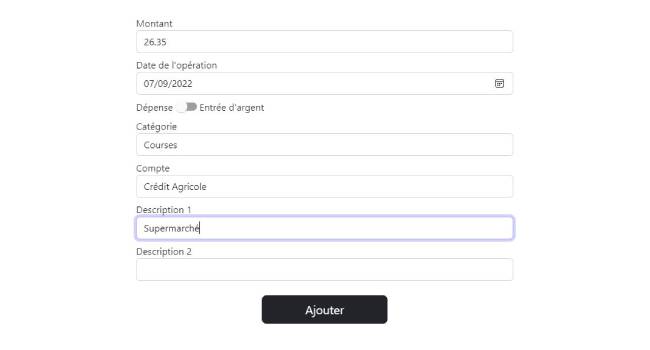 Montant
26.35
Date de l'opération
07/09/2022
Dépense Entrée d'argent
Catégorie
Courses
Compte
Crédit Agricole
Description 1
Supermarché
Description 2
Ajouter